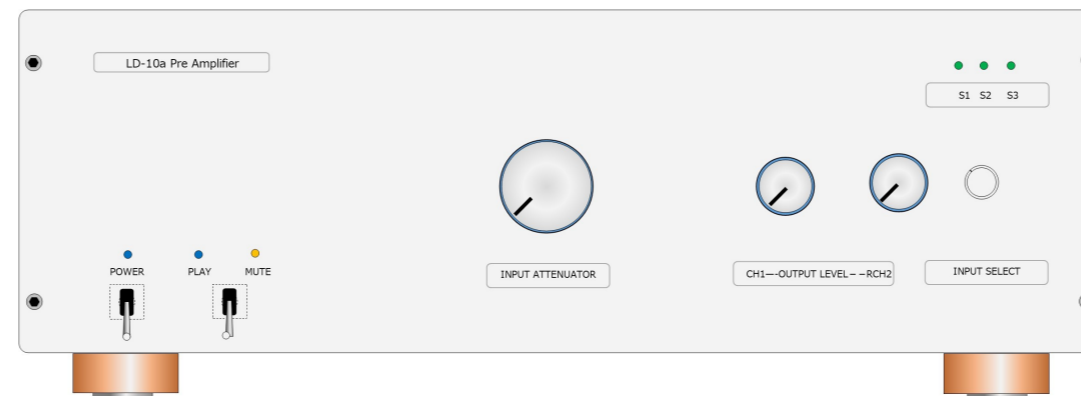 LD-10a Pre Amplifier
S1 S2 S3
POWER PLAY MUTE
INPUT ATTENUATOR
CH1—-OUTPUT LEVEL－－RCH2
INPUT SELECT